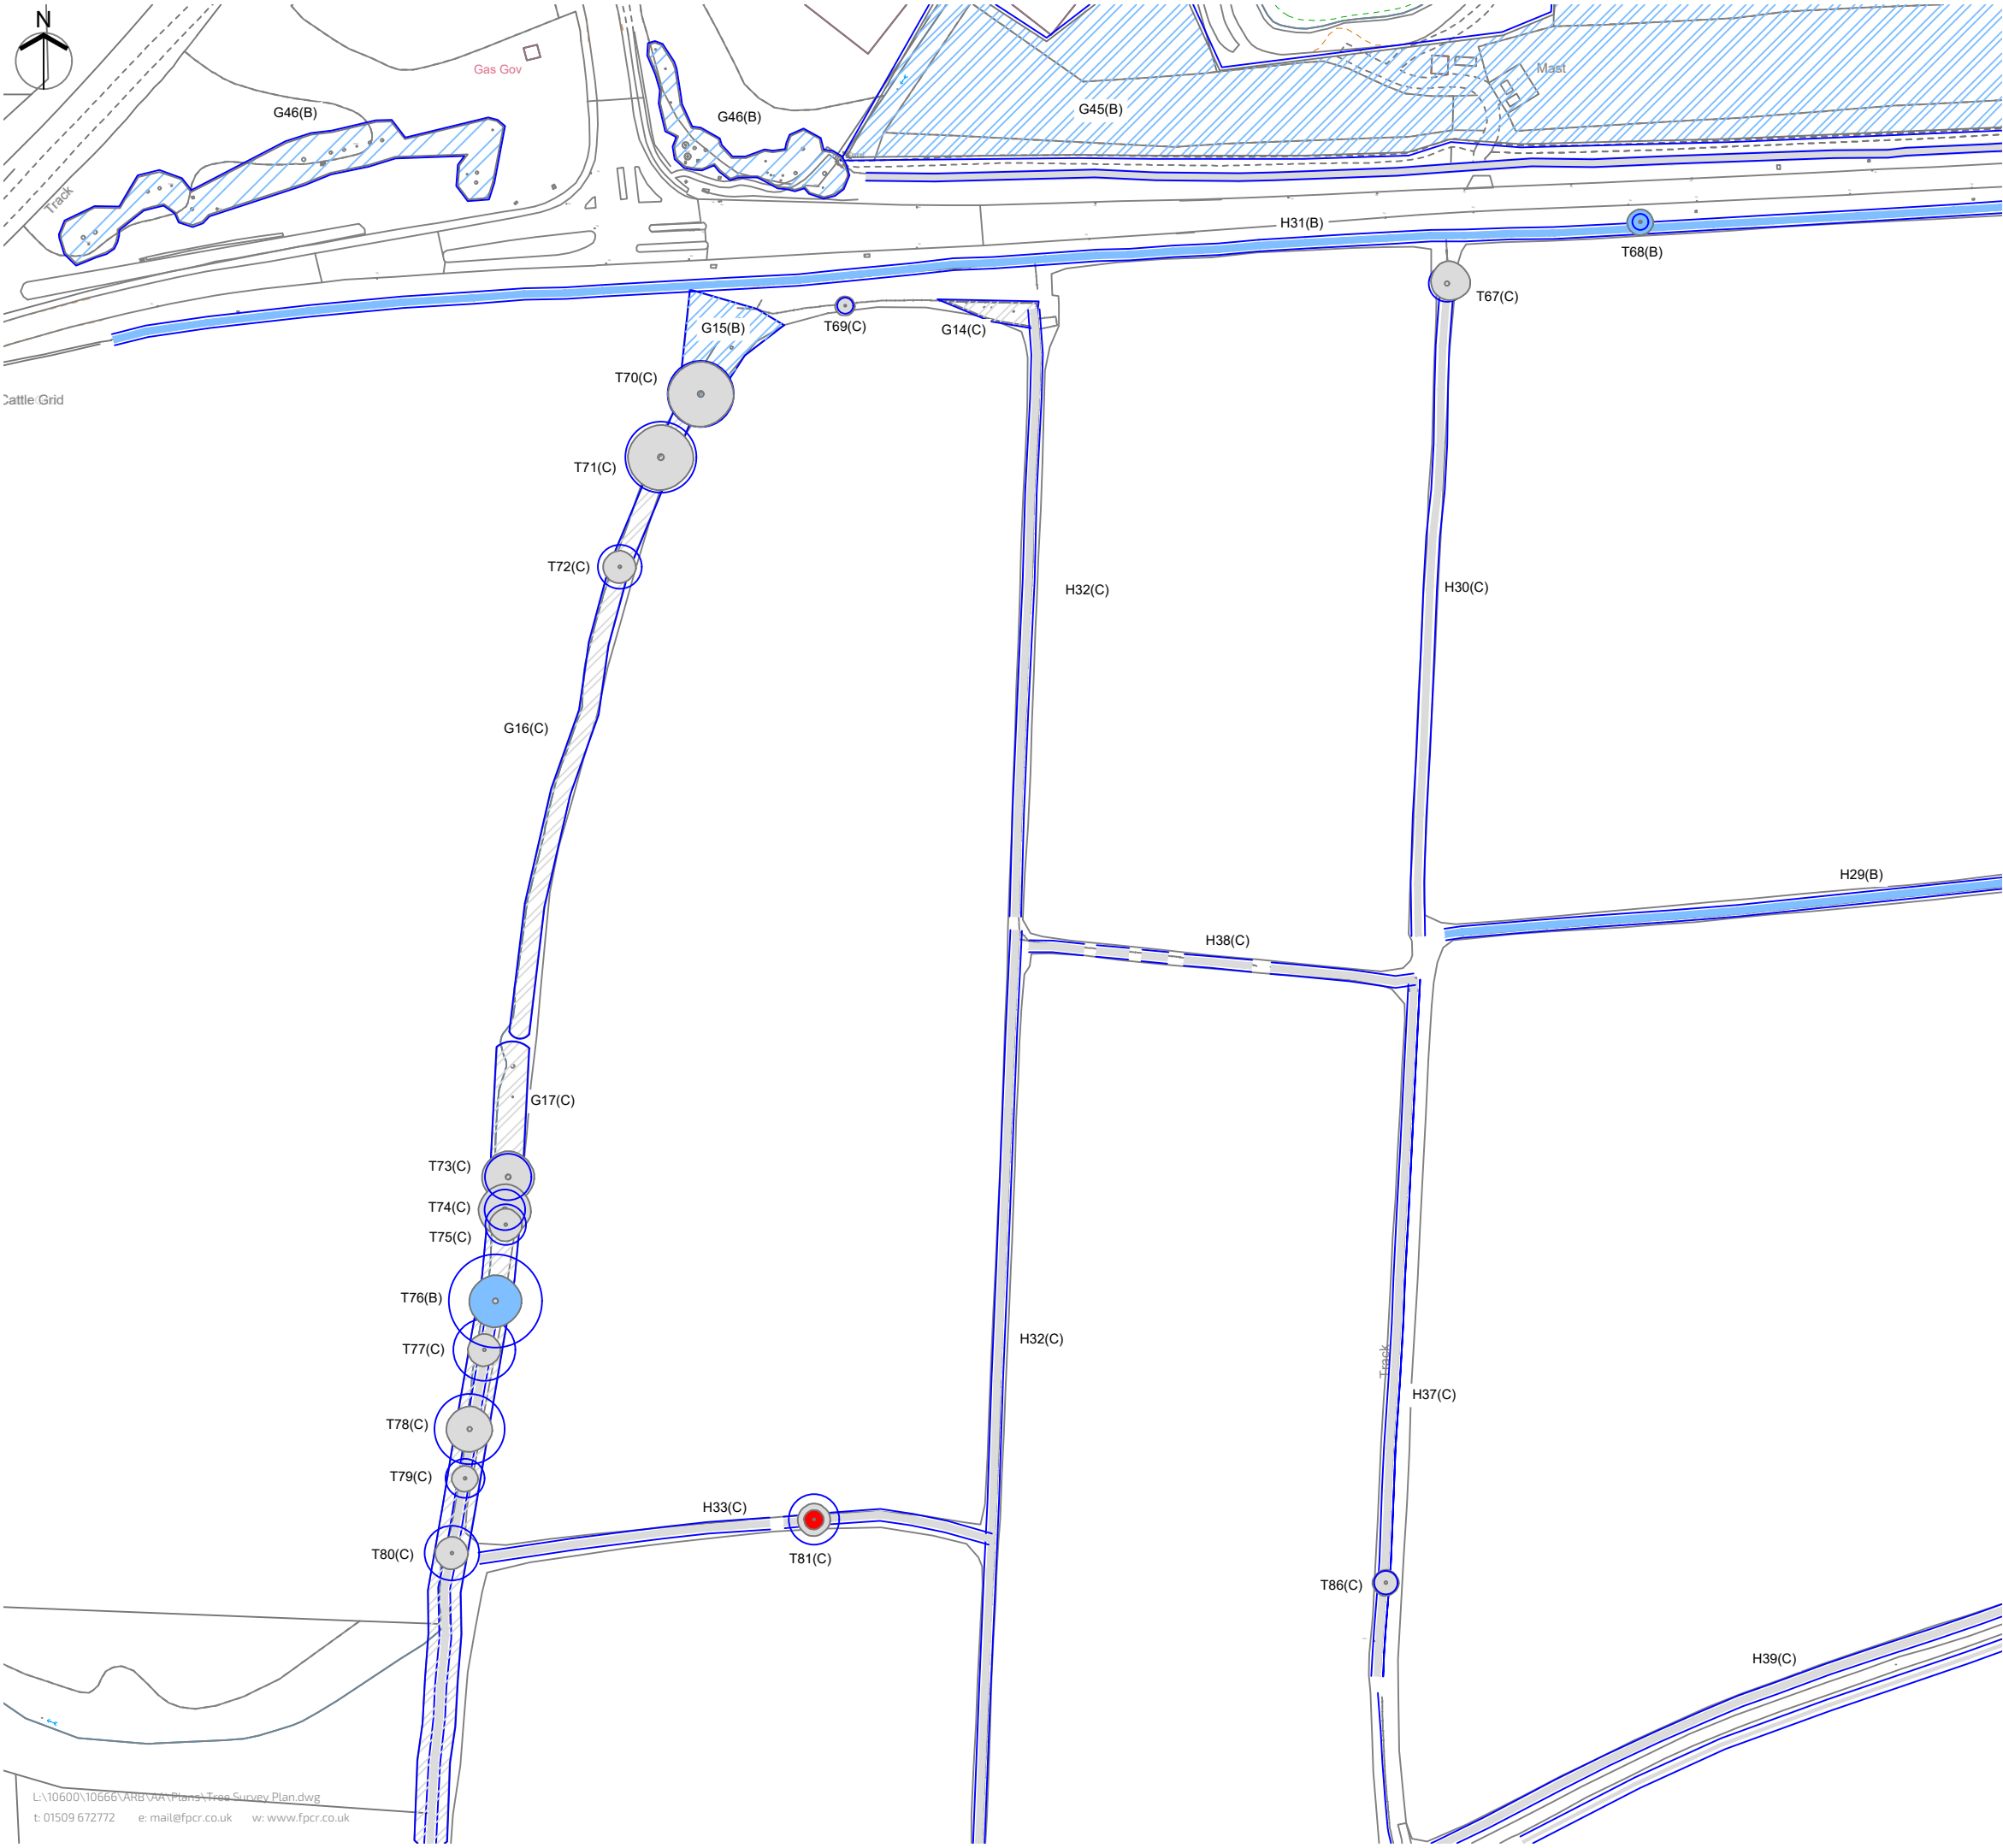 N
Gas Gov
Mast
G46(B)
G46(B)
G45(B)
Track
H31(B)
T68(B)
T67(C)
G15(B)
T69(C)
G14(C)
T70(C)
Cattle Grid
T71(C)
T72(C)
H32(C)
H30(C)
G16(C)
H29(B)
H38(C)
G17(C)
T73(C)
T74(C)
T75(C)
T76(B)
T77(C)
H32(C)
Track
H37(C)
T78(C)
T79(C)
H33(C)
T80(C)
T81(C)
T86(C)
H39(C)
L:\10600\10666\ARB\AA\Plans\Tree Survey Plan.dwg
t: 01509 672772 e: mail@fpcr.co.uk w: www.fpcr.co.uk